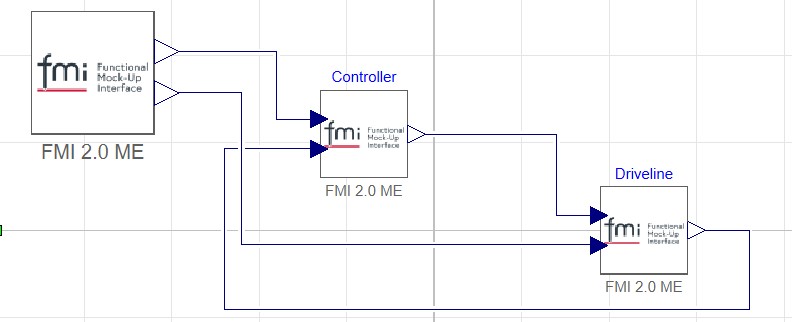 fmi Functional
Mock-Up
Interface
FMI 2.0 ME
Controller
fmi Functional
Mock-Up
Interface
FMI 2.0 ME
Driveline
fmi Functional
Mock-Up
Interface
FMI 2.0 ME